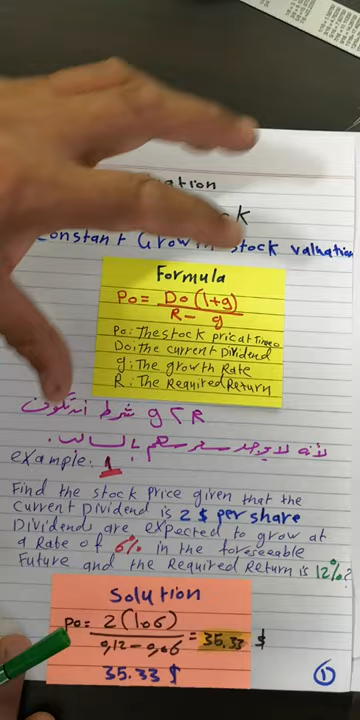 Constant Growth stock valuation
Formula
Po = Do (1+g)
R - g
Po: The stock pric at Time 0
Do: the current Dividend
g: The growth Rate
R: The Required Return
شرط ان تكون g < R
لأنه لا يوجد سعر سهم بالسالب.
example: 1
Find the stock price given that the
current Dividend is 2 $ per share
Dividends are expected to grow at
a Rate of 6% in the foreseeable
Future and the Required Return is 12%?
Solution
Po = 2 (1.06)
0,12 - 0,06
= 35.33 $
35.33 $
1